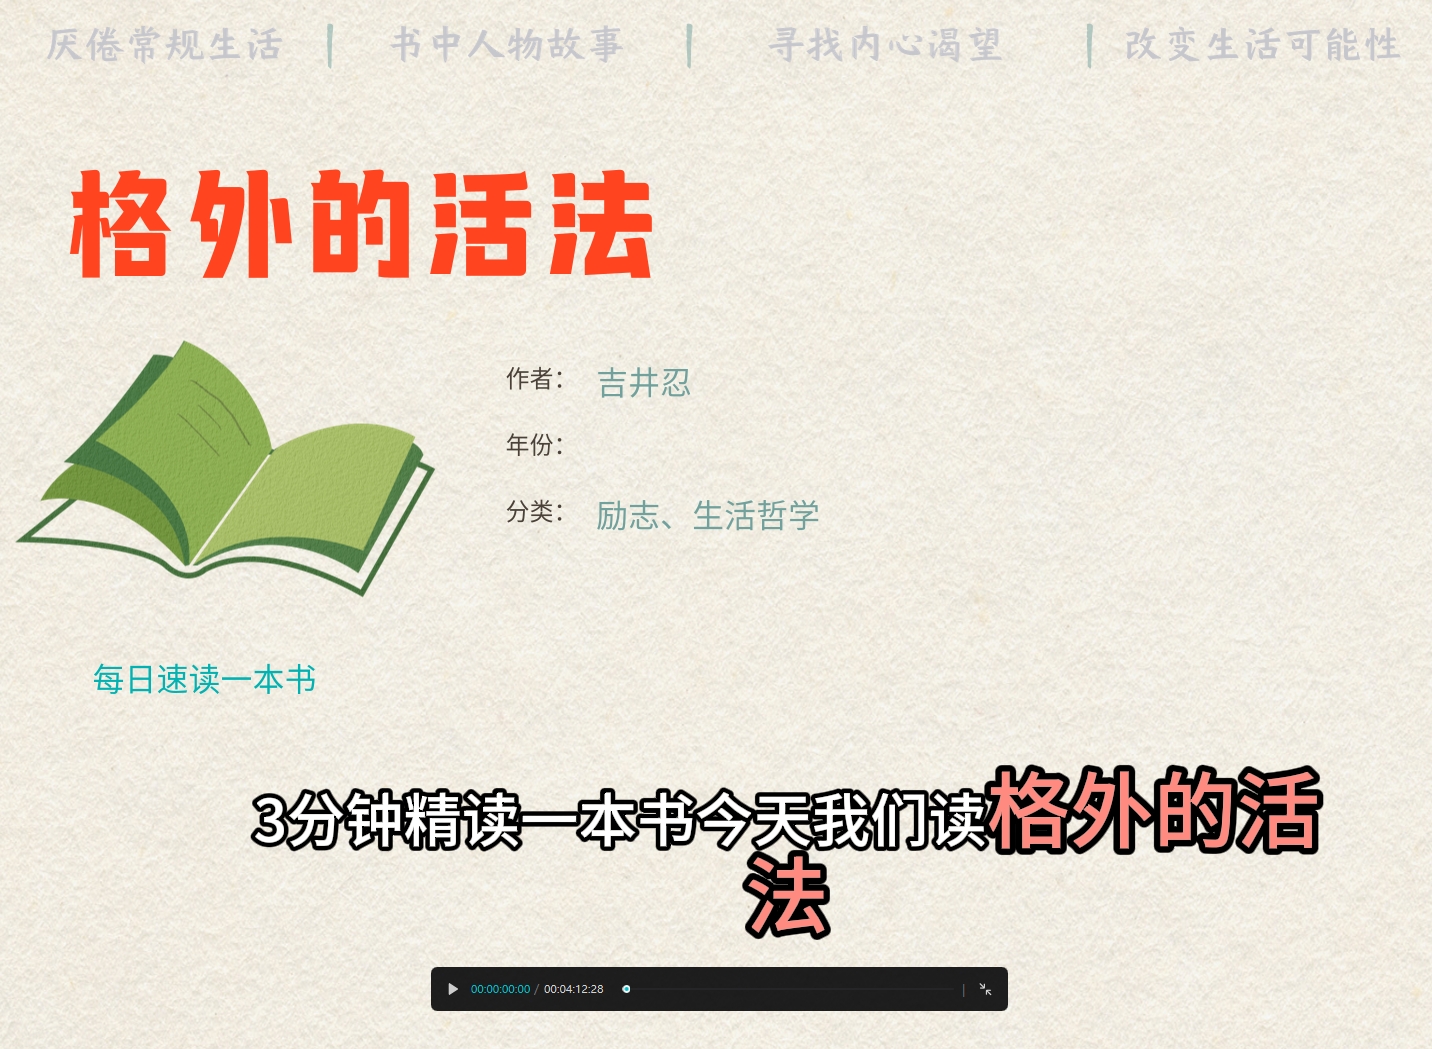 厌倦常规生活 书中人物故事 寻找内心渴望 改变生活可能性
格外的活法
作者： 吉井忍
年份：
分类： 励志、生活哲学
每日速读一本书
3分钟精读一本书今天我们读格外的活
法
00:00:00:00 / 00:04:12:28